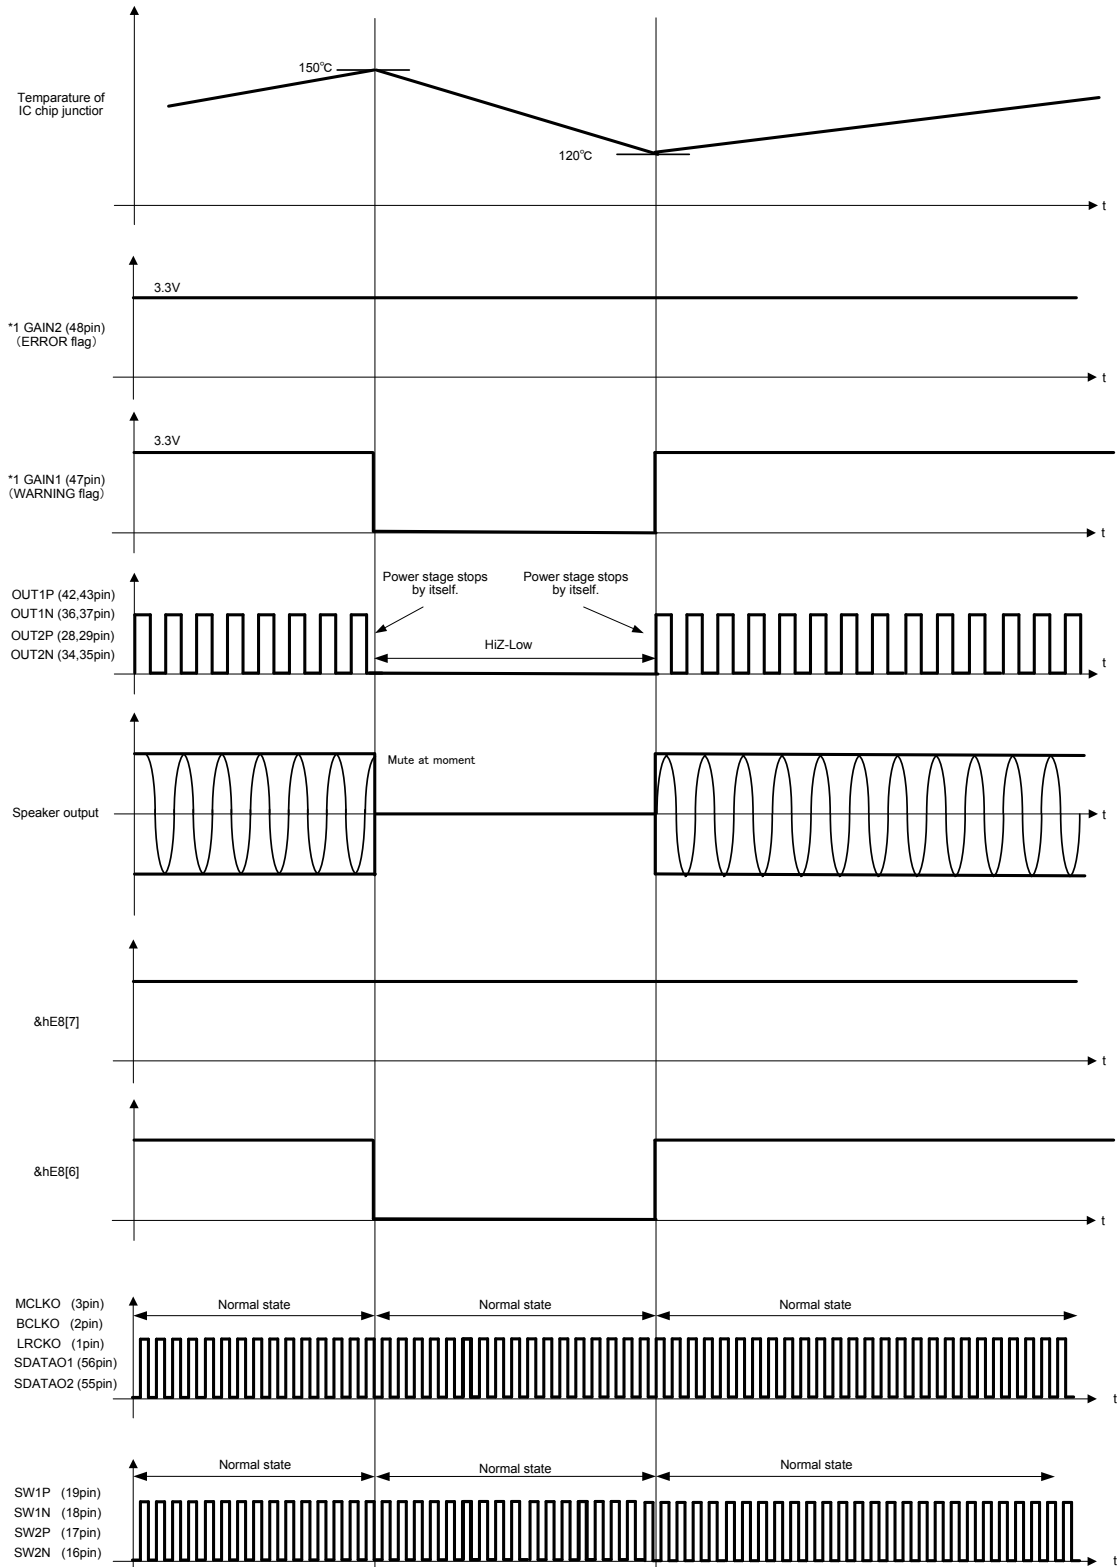 150℃
Temparature of
IC chip junctior
120℃
t
3.3V
*1 GAIN2 (48pin)
(ERROR flag)
t
3.3V
*1 GAIN1 (47pin)
(WARNING flag)
t
Power stage stops
by itself.
Power stage stops
by itself.
OUT1P (42,43pin)
OUT1N (36,37pin)
OUT2P (28,29pin)
OUT2N (34,35pin)
HiZ-Low
t
Mute at moment
Speaker output
t
&hE8[7]
t
&hE8[6]
t
MCLKO (3pin)
BCLKO (2pin)
LRCKO (1pin)
SDATAO1 (56pin)
SDATAO2 (55pin)
Normal state
Normal state
Normal state
t
SW1P (19pin)
SW1N (18pin)
SW2P (17pin)
SW2N (16pin)
Normal state
Normal state
Normal state
t